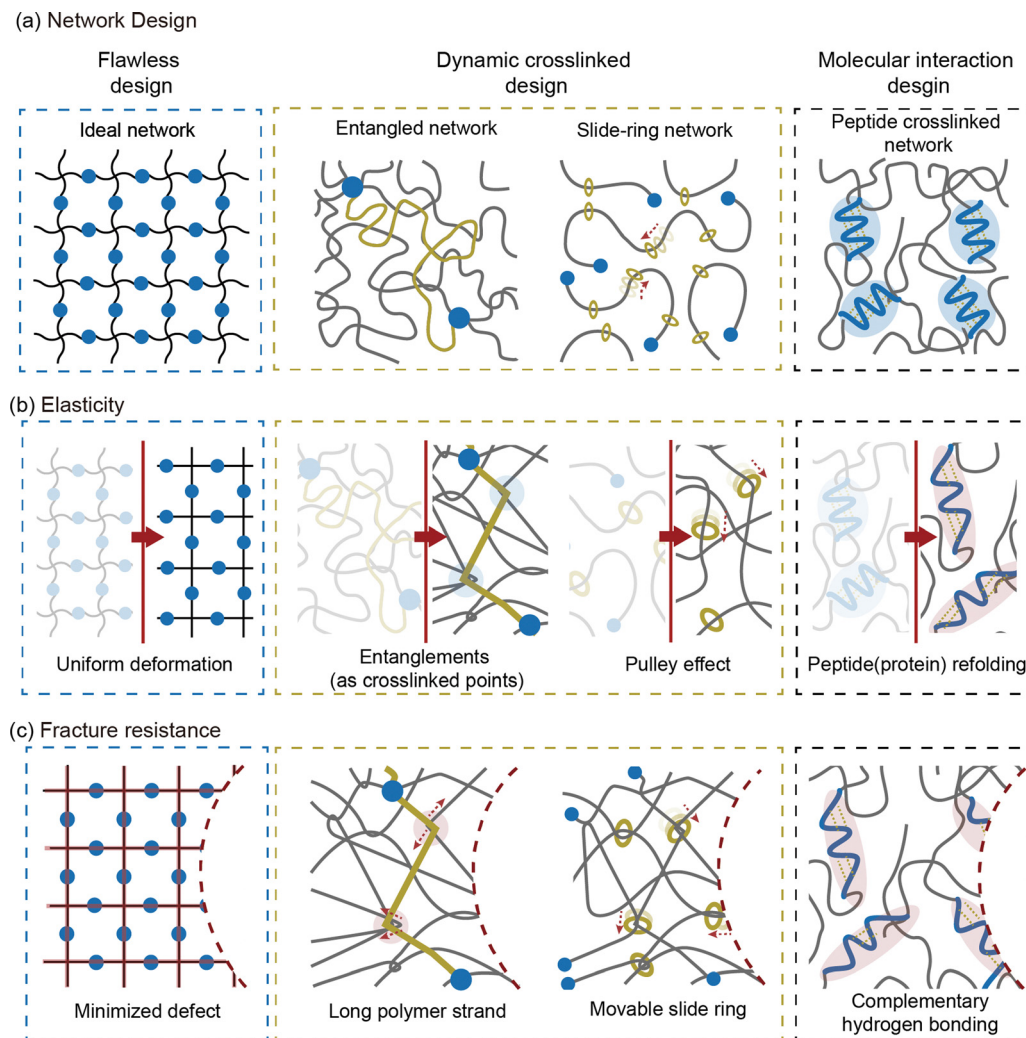 (a) Network Design
Flawless
design
Dynamic crosslinked
design
Molecular interaction
desgin
Ideal network
Entangled network
Slide-ring network
Peptide crosslinked
network
(b) Elasticity
Uniform deformation
Entanglements
(as crosslinked points)
Pulley effect
Peptide(protein) refolding
(c) Fracture resistance
Minimized defect
Long polymer strand
Movable slide ring
Complementary
hydrogen bonding